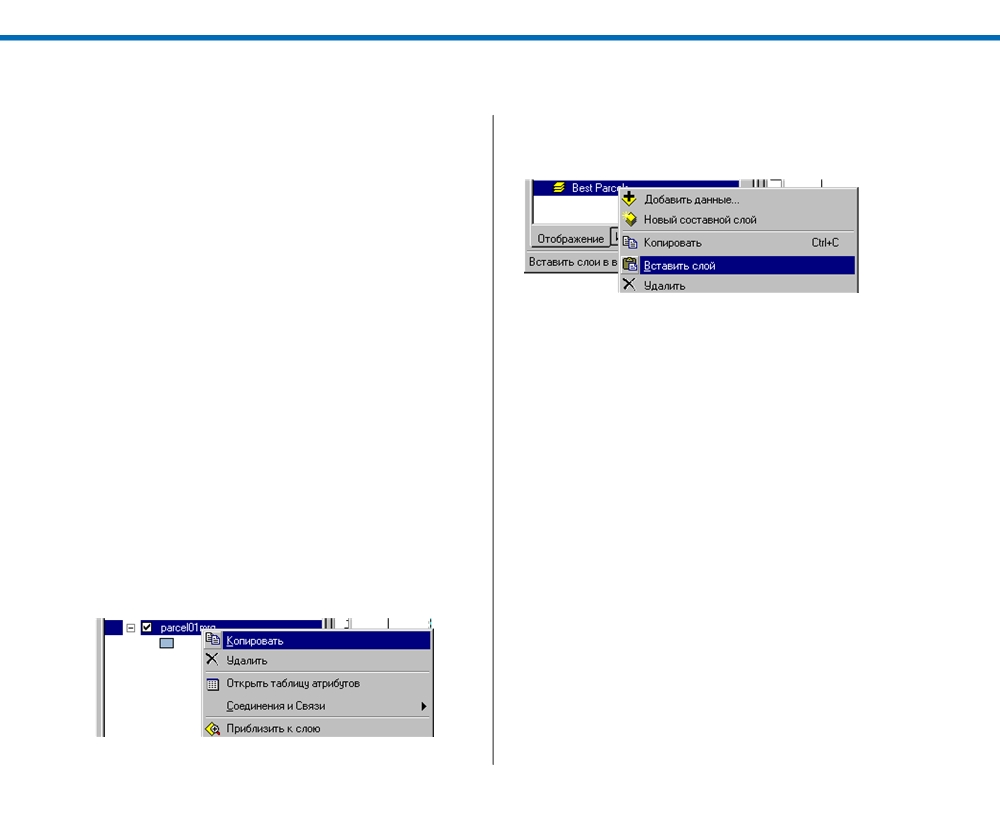 parcel01mrg
Копировать
Удалить
Открыть таблицу атрибутов
Соединения и Связи
Приблизить к слою
Best Parcels
Добавить данные...
Новый составной слой
Отображение
Копировать Ctrl+C
Вставить слои в в
Вставить слой
Удалить